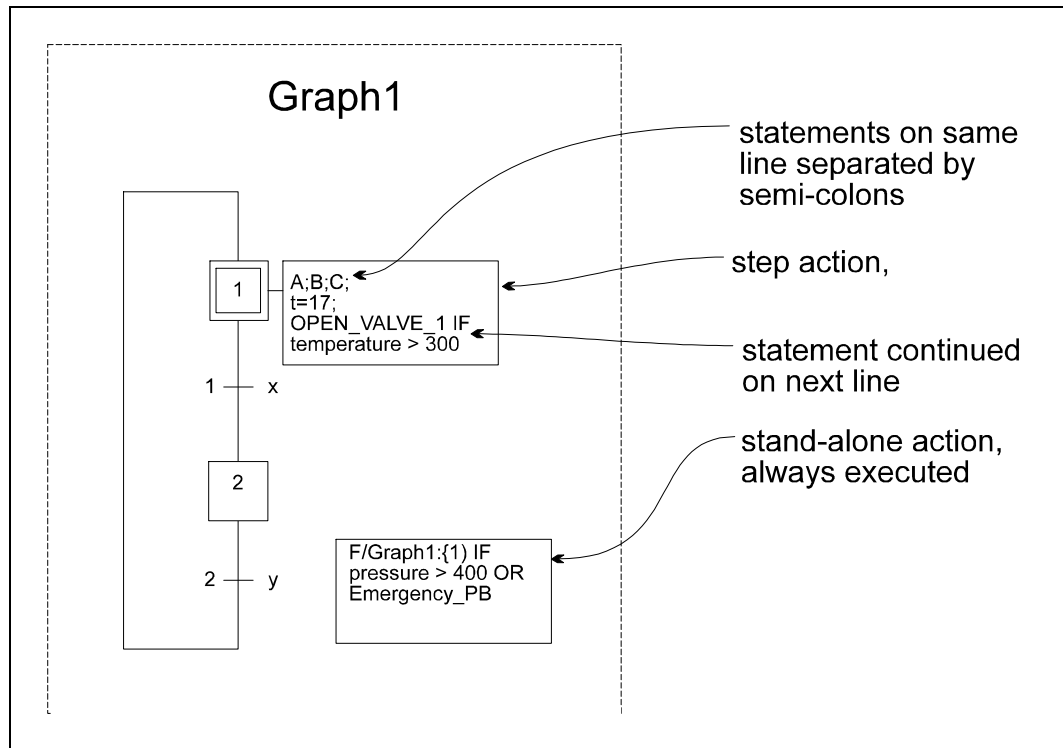 Graph1
statements on same
line separated by
semi-colons
step action,
1
A;B;C;
t=17;
OPEN_VALVE_1 IF
temperature > 300
statement continued
on next line
1 x
stand-alone action,
always executed
2
F/Graph1:{1) IF
pressure > 400 OR
Emergency_PB
2 y